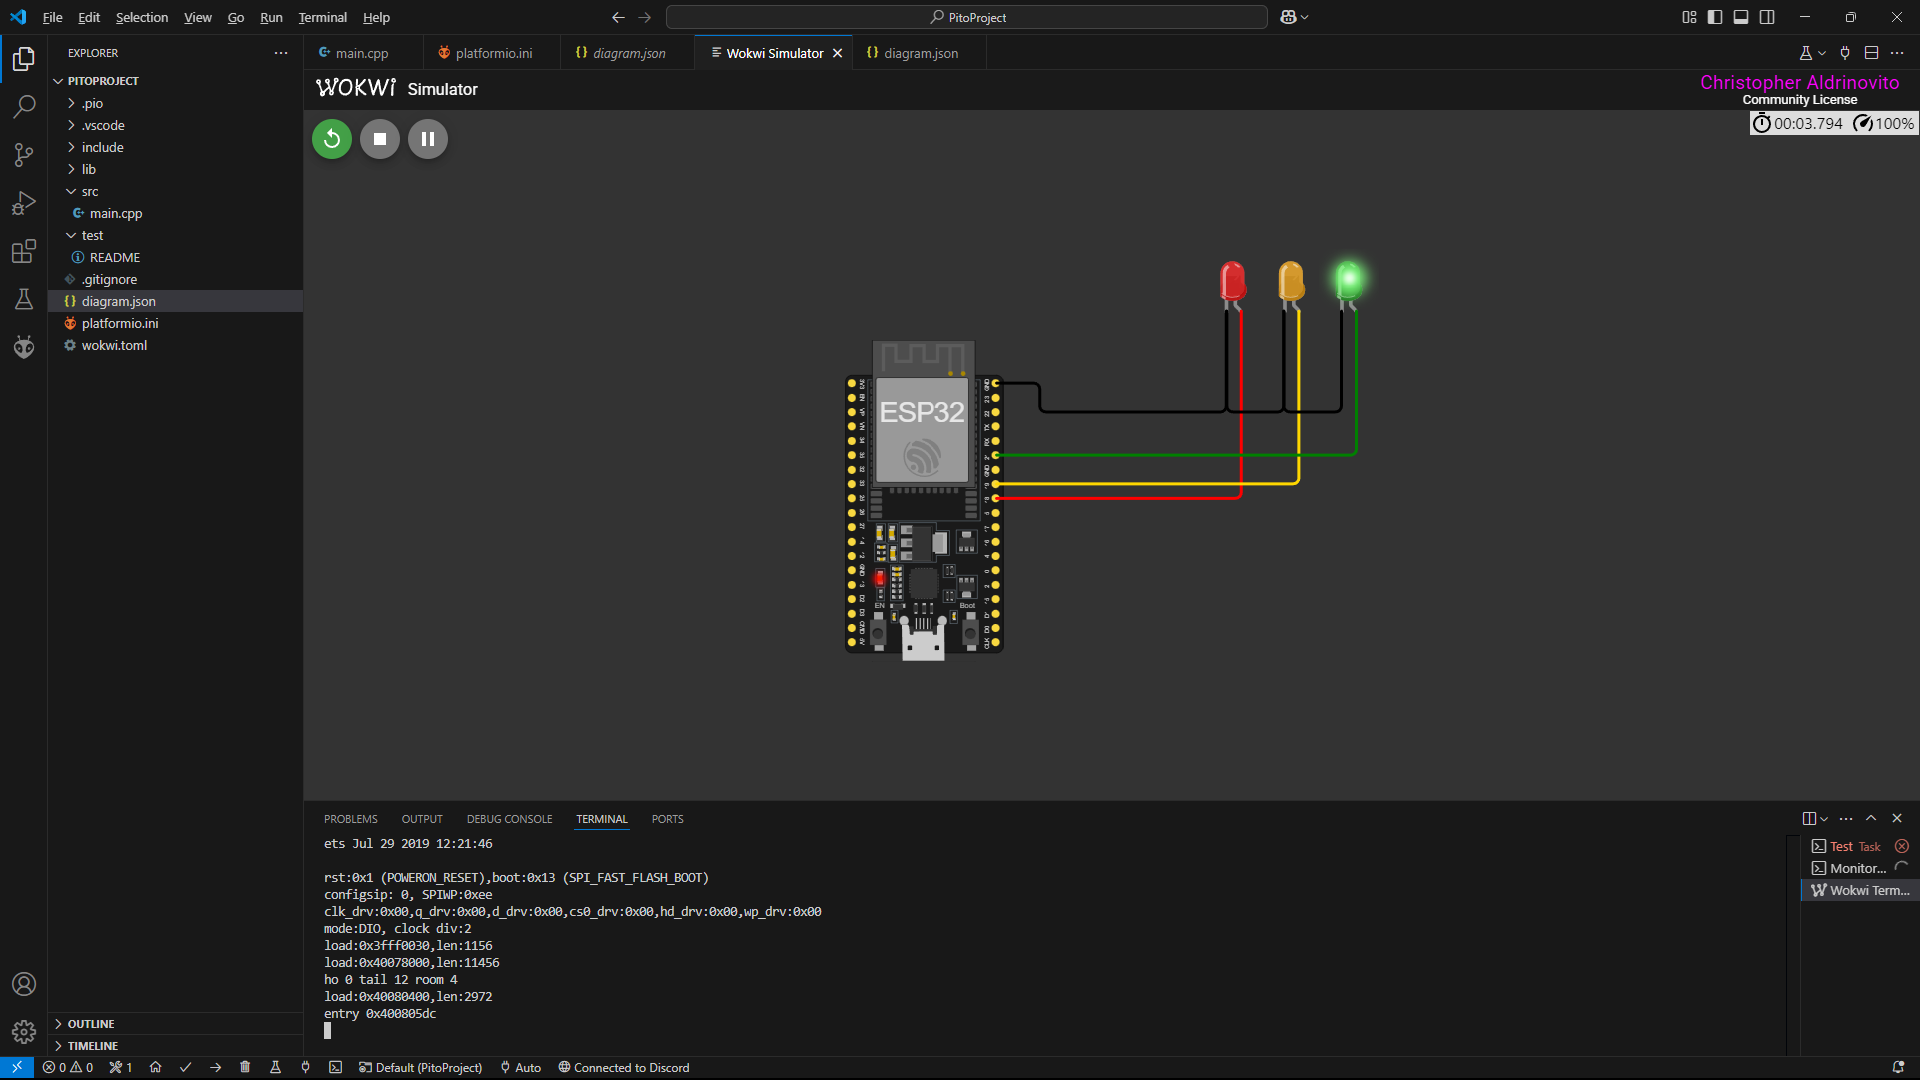 File Edit Selection View Go Run Terminal Help
PitoProject
EXPLORER
PITOPROJECT
.pio
.vscode
include
lib
src
main.cpp
test
README
.gitignore
diagram.json
platformio.ini
wokwi.toml
OUTLINE
TIMELINE
main.cpp platformio.ini diagram.json Wokwi Simulator diagram.json
WOKWi Simulator
Christopher Aldrinovito
Community License
00:03.794 100%
ESP32
EN Boot
PROBLEMS OUTPUT DEBUG CONSOLE TERMINAL PORTS
ets Jul 29 2019 12:21:46
rst:0x1 (POWERON_RESET),boot:0x13 (SPI_FAST_FLASH_BOOT)
configsip: 0, SPIWP:0xee
clk_drv:0x00,q_drv:0x00,d_drv:0x00,cs0_drv:0x00,hd_drv:0x00,wp_drv:0x00
mode:DIO, clock div:2
load:0x3fff0030,len:1156
load:0x40078000,len:11456
ho 0 tail 12 room 4
load:0x40080400,len:2972
entry 0x400805dc
Test Task
Monitor...
Wokwi Term...
0 0 1 Default (PitoProject) Auto Connected to Discord